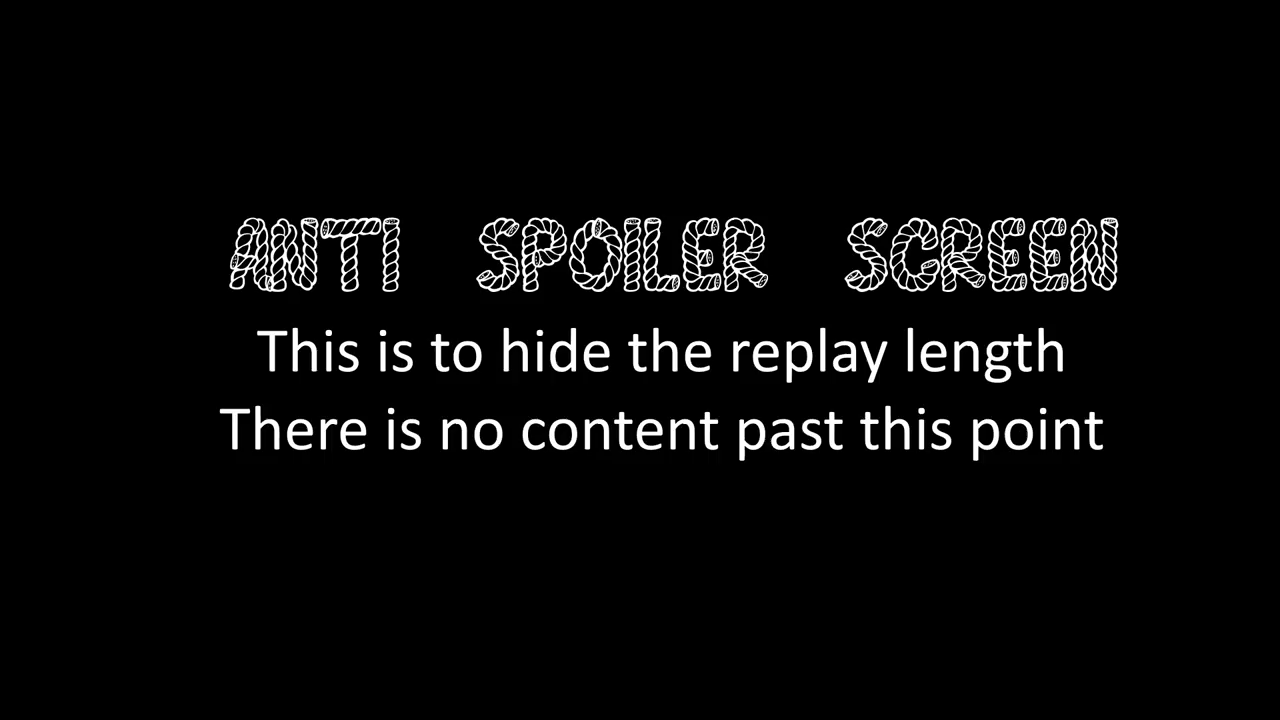 ANTI SPOILER SCREEN
This is to hide the replay length
There is no content past this point